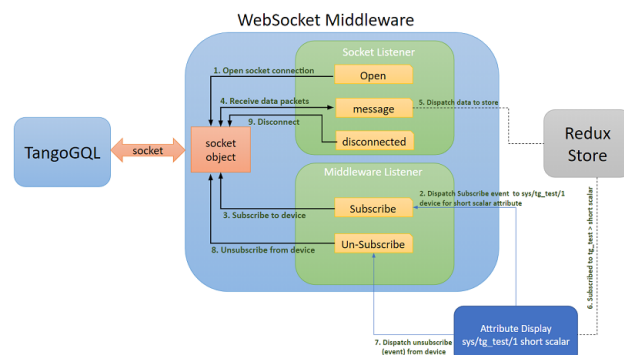 WebSocket Middleware
Socket Listener
1. Open socket connection
Open
4. Receive data packets
message
5. Dispatch data to store
9. Disconnect
disconnected
TangoGQL
socket
socket
object
Redux
Store
Middleware Listener
2. Dispatch Subscribe event to sys/tg_test/1
device for short scalar attribute
Subscribe
3. Subscribe to device
Un-Subscribe
8. Unsubscribe from device
6. Subscribed to tg_test > short scalar
Attribute Display
sys/tg_test/1 short scalar
7. Dispatch unsubscribe
(event) from device